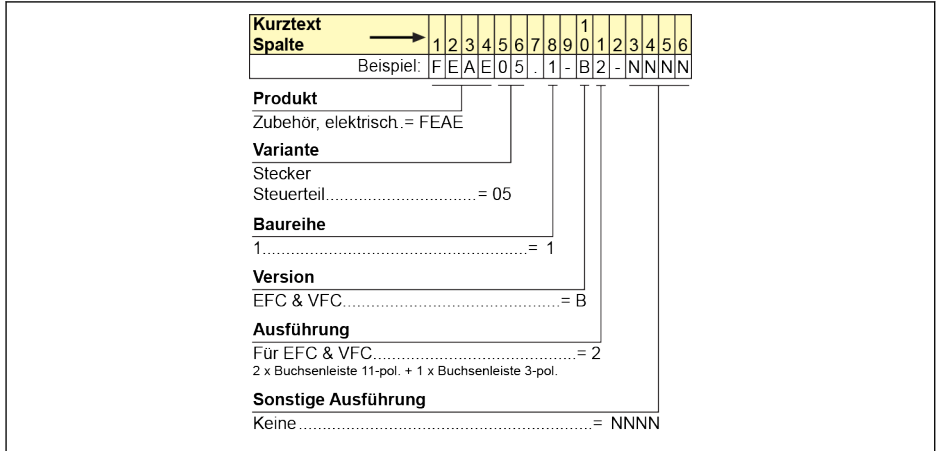 Kurztext
Spalte 1 2 3 4 5 6 7 8 9 10 1 2 3 4 5 6
Beispiel: F E A E 0 5 . 1 - B 2 - N N N N
Produkt
Zubehör, elektrisch..= FEAE
Variante
Stecker
Steuerteil................................= 05
Baureihe
1........................................................= 1
Version
EFC & VFC..............................................= B
Ausführung
Für EFC & VFC...........................................= 2
2 x Buchsenleiste 11-pol. + 1 x Buchsenleiste 3-pol.
Sonstige Ausführung
Keine..............................................................= NNNN